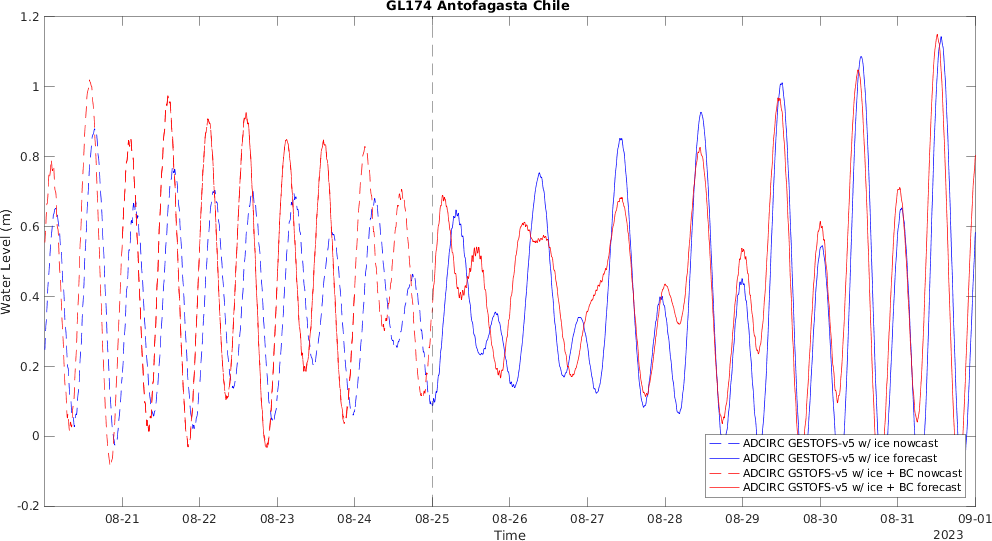 GL174 Antofagasta Chile
Water Level (m)
1.2
1
0.8
0.6
0.4
0.2
0
-0.2
ADCIRC GESTOFS-v5 w/ ice nowcast
ADCIRC GESTOFS-v5 w/ ice forecast
ADCIRC GSTOFS-v5 w/ ice + BC nowcast
ADCIRC GSTOFS-v5 w/ ice + BC forecast
08-21 08-22 08-23 08-24 08-25 08-26 08-27 08-28 08-29 08-30 08-31 09-01
Time
2023